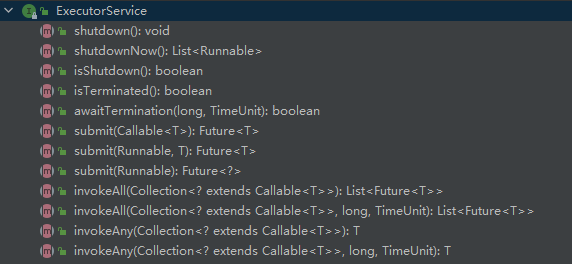 ExecutorService
shutdown(): void
shutdownNow(): List<Runnable>
isShutdown(): boolean
isTerminated(): boolean
awaitTermination(long, TimeUnit): boolean
submit(Callable<T>): Future<T>
submit(Runnable, T): Future<T>
submit(Runnable): Future<?>
invokeAll(Collection<? extends Callable<T>>): List<Future<T>>
invokeAll(Collection<? extends Callable<T>>, long, TimeUnit): List<Future<T>>
invokeAny(Collection<? extends Callable<T>>): T
invokeAny(Collection<? extends Callable<T>>, long, TimeUnit): T